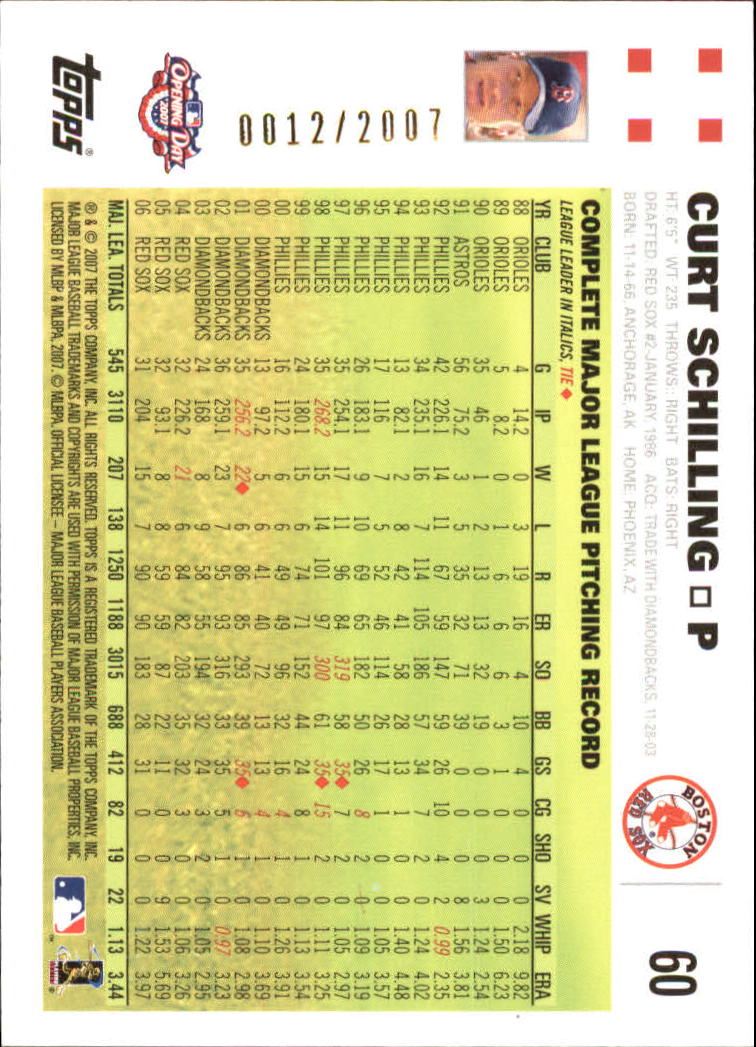 CURT SCHILLING □ P
60
HT: 6'5" WT: 235 THROWS: RIGHT BATS: RIGHT
DRAFTED: RED SOX #2-JANUARY, 1986 ACQ: TRADE WITH DIAMONDBACKS, 11-28-03
BORN: 11-14-66, ANCHORAGE, AK HOME: PHOENIX, AZ
BOSTON RED SOX
B
COMPLETE MAJOR LEAGUE PITCHING RECORD
LEAGUE LEADER IN ITALICS, TIE ♦
YR CLUB G IP W L R ER SO BB GS CG SHO SV WHIP ERA
88 ORIOLES 4 14.2 0 3 19 16 4 10 4 0 0 0 2.18 9.82
89 ORIOLES 5 8.2 0 1 6 6 6 3 1 0 0 0 1.50 6.23
90 ORIOLES 35 46 1 2 13 13 32 19 0 0 0 3 1.24 2.54
91 ASTROS 56 75.2 3 5 35 32 71 39 0 0 0 8 1.56 3.81
92 PHILLIES 42 226.1 14 11 67 59 147 59 26 10 4 2 0.99 2.35
93 PHILLIES 34 235.1 16 7 114 105 186 57 34 7 2 0 1.24 4.02
94 PHILLIES 13 82.1 2 8 42 41 58 28 13 1 0 0 1.40 4.48
95 PHILLIES 17 116 7 5 52 46 114 26 17 1 0 0 1.05 3.57
96 PHILLIES 26 183.1 9 10 69 65 182 50 26 8 2 0 1.09 3.19
97 PHILLIES 35 254.1 17 11 96 84 319 58 35♦ 7 2 0 1.05 2.97
98 PHILLIES 35 268.2 15 14 101 97 300 61 35♦ 15 2 0 1.11 3.25
99 PHILLIES 24 180.1 15 6 74 71 152 44 24 8 1 0 1.13 3.54
00 PHILLIES 16 112.2 6 6 49 49 96 32 16 4 1 0 1.26 3.91
00 DIAMONDBACKS 13 97.2 5 6 41 40 72 13 13 4 1 0 1.10 3.69
01 DIAMONDBACKS 35 256.2 22♦ 6 86 85 293 39 35♦ 6 1 0 1.08 2.98
02 DIAMONDBACKS 36 259.1 23 7 93 93 316 33 35 5 1 0 0.97 3.23
03 DIAMONDBACKS 24 168 8 9 58 55 194 32 24 3 2 0 1.05 2.95
04 RED SOX 32 226.2 21 6 84 82 203 35 32 3 0 0 1.06 3.26
05 RED SOX 32 93.1 8 8 59 59 87 22 11 0 0 9 1.53 5.69
06 RED SOX 31 204 15 7 90 90 183 28 31 0 0 0 1.22 3.97
MAJ. LEA. TOTALS 545 3110 207 138 1250 1188 3015 688 412 82 19 22 1.13 3.44
0012/2007
OPENING DAY 2007
topps®
® & © 2007 THE TOPPS COMPANY, INC. ALL RIGHTS RESERVED. TOPPS IS A REGISTERED TRADEMARK OF THE TOPPS COMPANY, INC.
MAJOR LEAGUE BASEBALL TRADEMARKS AND COPYRIGHTS ARE USED WITH PERMISSION OF MAJOR LEAGUE BASEBALL PROPERTIES, INC.
LICENSED BY MLBP & MLBPA, 2007. © MLBPA. OFFICIAL LICENSEE – MAJOR LEAGUE BASEBALL PLAYERS ASSOCIATION.